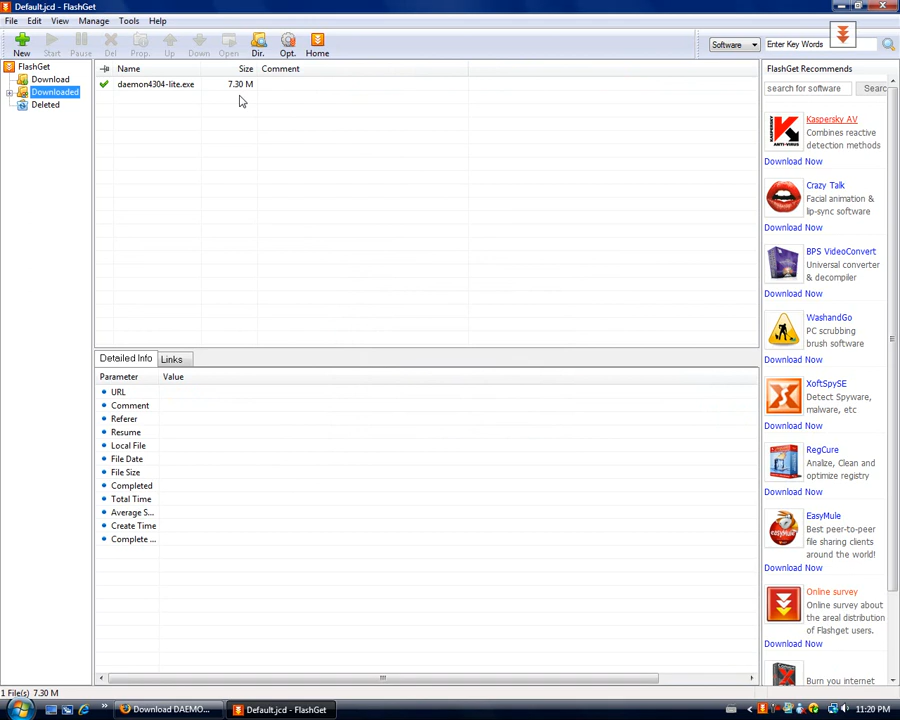 Default.jcd - FlashGet
File Edit View Manage Tools Help
New Start Pause Del Prop. Up Down Open Dir. Opt. Home
Software
Enter Key Words
FlashGet
Download
Downloaded
Deleted
Name Size Comment
daemon4304-lite.exe 7.30 M
Detailed Info Links
Parameter Value
URL
Comment
Referer
Resume
Local File
File Date
File Size
Completed
Total Time
Average S...
Create Time
Complete ...
FlashGet Recommends
search for software Searc
Kaspersky AV
Combines reactive
detection methods
Download Now
Crazy Talk
Facial animation &
lip-sync software
Download Now
BPS VideoConvert
Universal converter
& decompiler
Download Now
WashandGo
PC scrubbing
brush software
Download Now
XoftSpySE
Detect Spyware,
malware, etc
Download Now
RegCure
Analize, Clean and
optimize registry
Download Now
EasyMule
Best peer-to-peer
file sharing clients
around the world!
Download Now
Online survey
Online survey about
the areal distribution
of Flashget users.
Download Now
Burn you internet
1 File(s) 7.30 M
Download DAEMO...
Default.jcd - FlashGet
11:20 PM